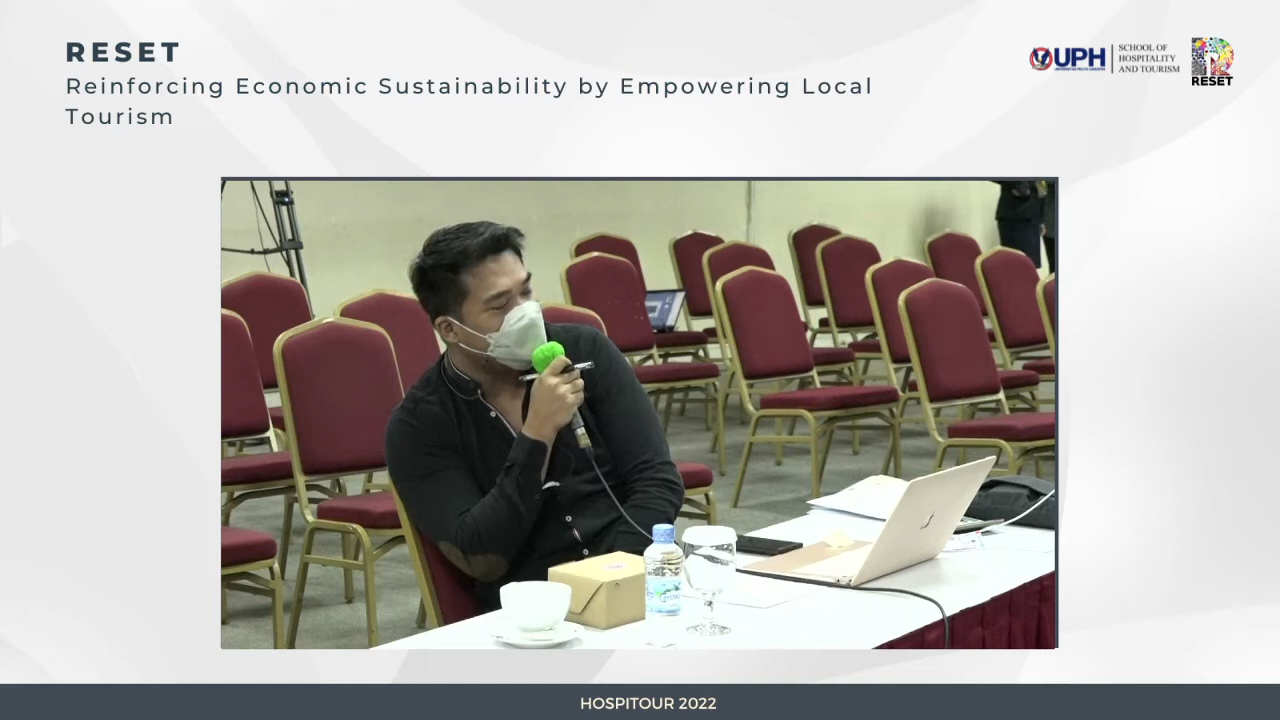 RESET
Reinforcing Economic Sustainability by Empowering Local
Tourism
UPH
SCHOOL OF
HOSPITALITY
AND TOURISM
RESET
HOSPITOUR 2022